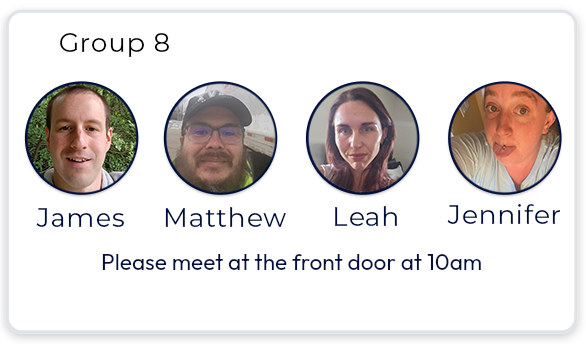 Group 8
James Matthew Leah Jennifer
Please meet at the front door at 10am